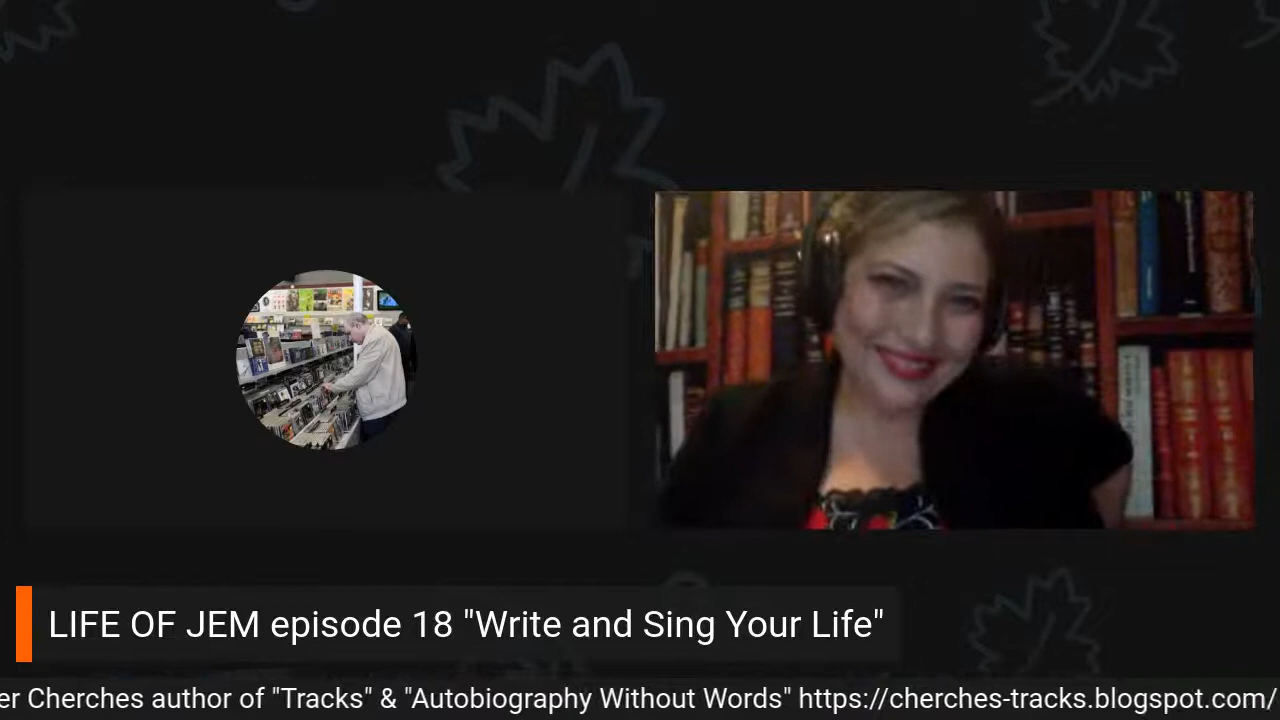 LIFE OF JEM episode 18 "Write and Sing Your Life"
er Cherches author of "Tracks" & "Autobiography Without Words" https://cherches-tracks.blogspot.com/